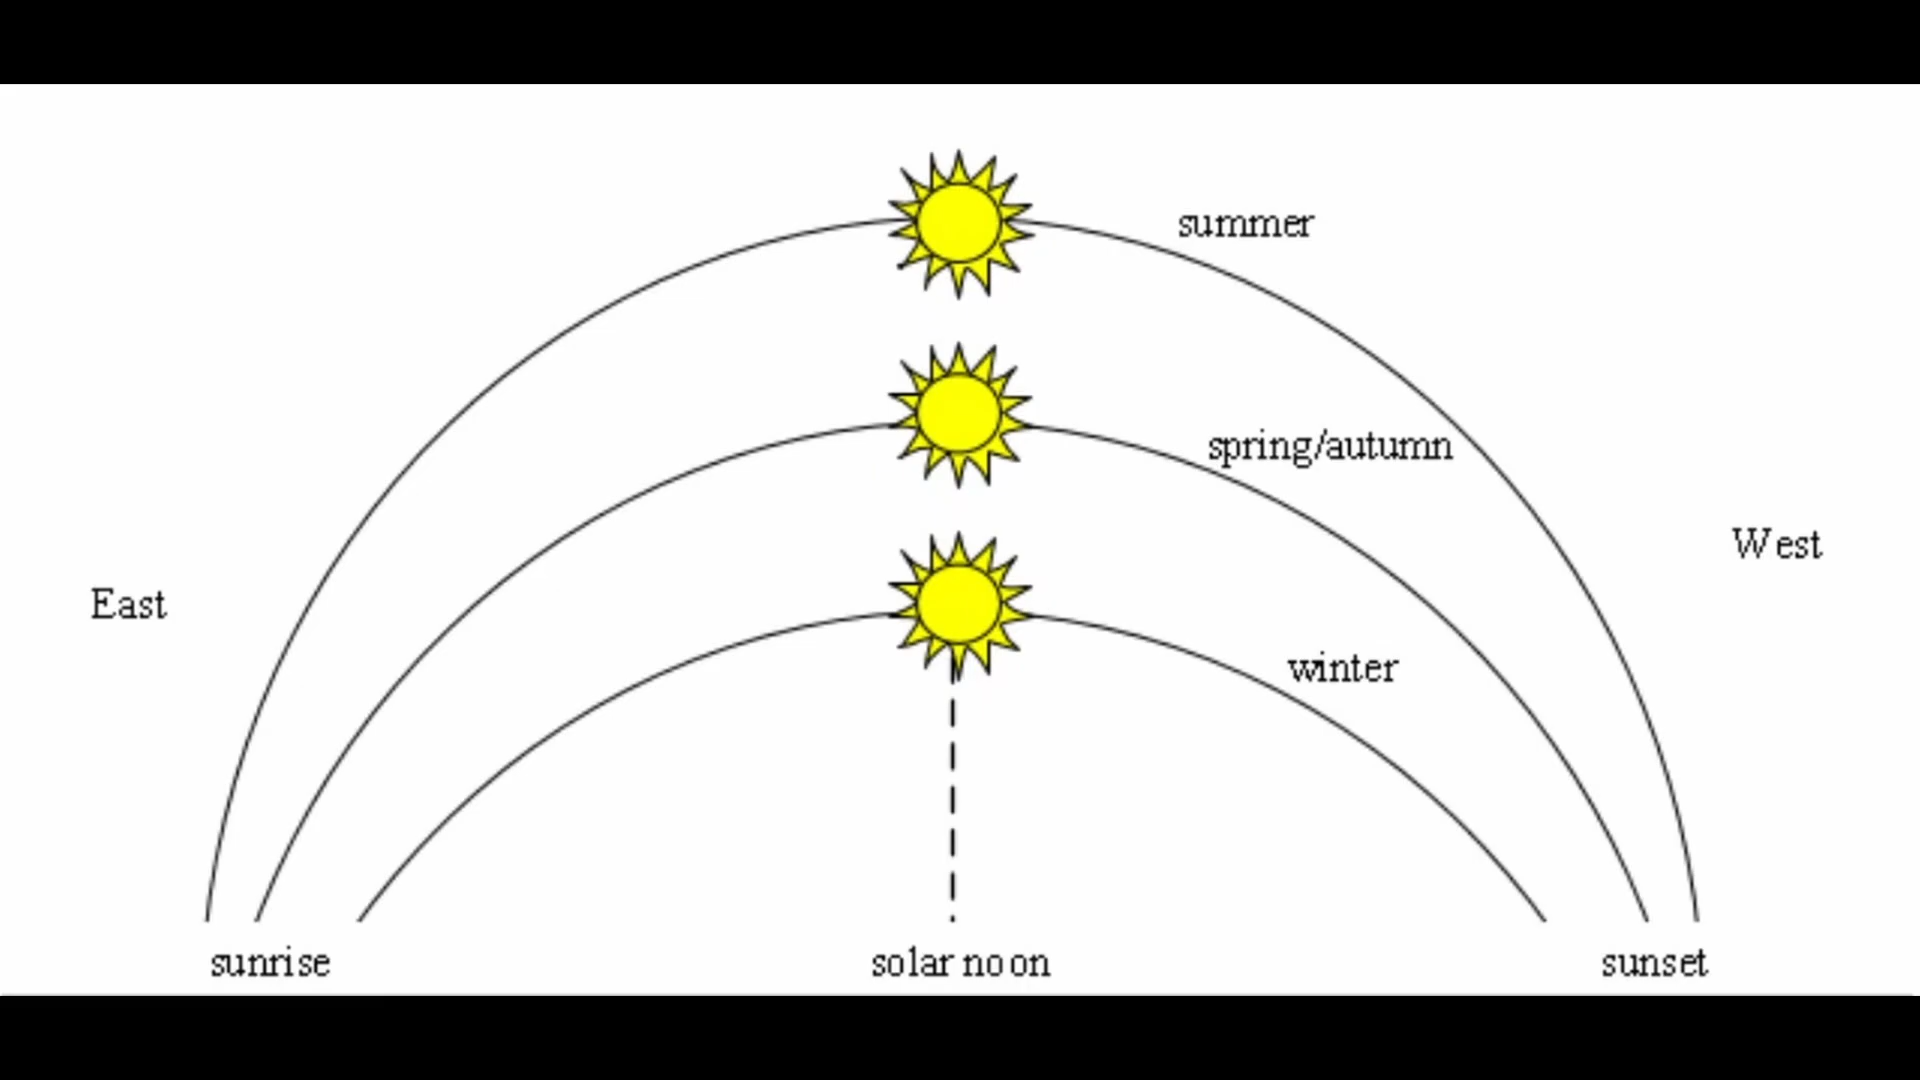 summer
spring/autumn
West
East
winter
sunrise
solar noon
sunset